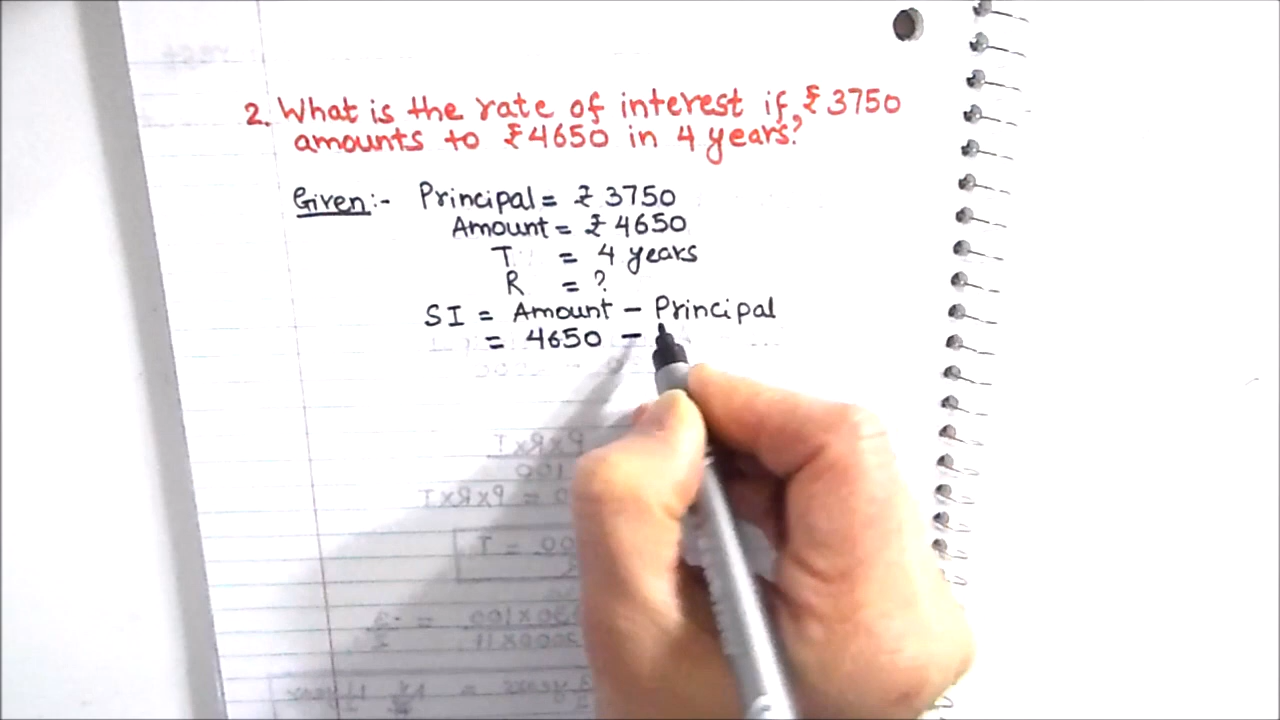 2. What is the rate of interest if, ₹ 3750
amounts to ₹ 4650 in 4 years?
Given:- Principal = ₹ 3750
Amount = ₹ 4650
T = 4 years
R = ?
SI = Amount - Principal
= 4650 -